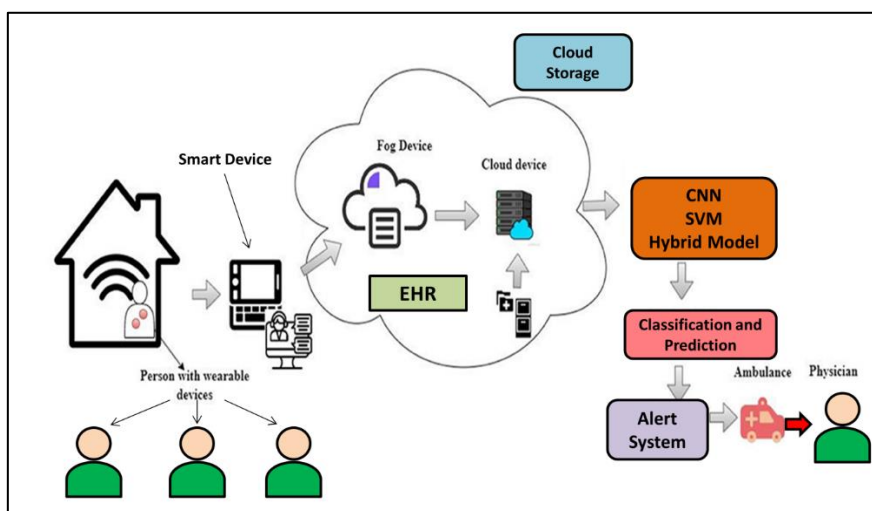 Cloud
Storage
Fog Device
Smart Device
Cloud device
CNN
SVM
Hybrid Model
EHR
Classification and
Prediction
Person with wearable
devices
Ambulance
Physician
Alert
System